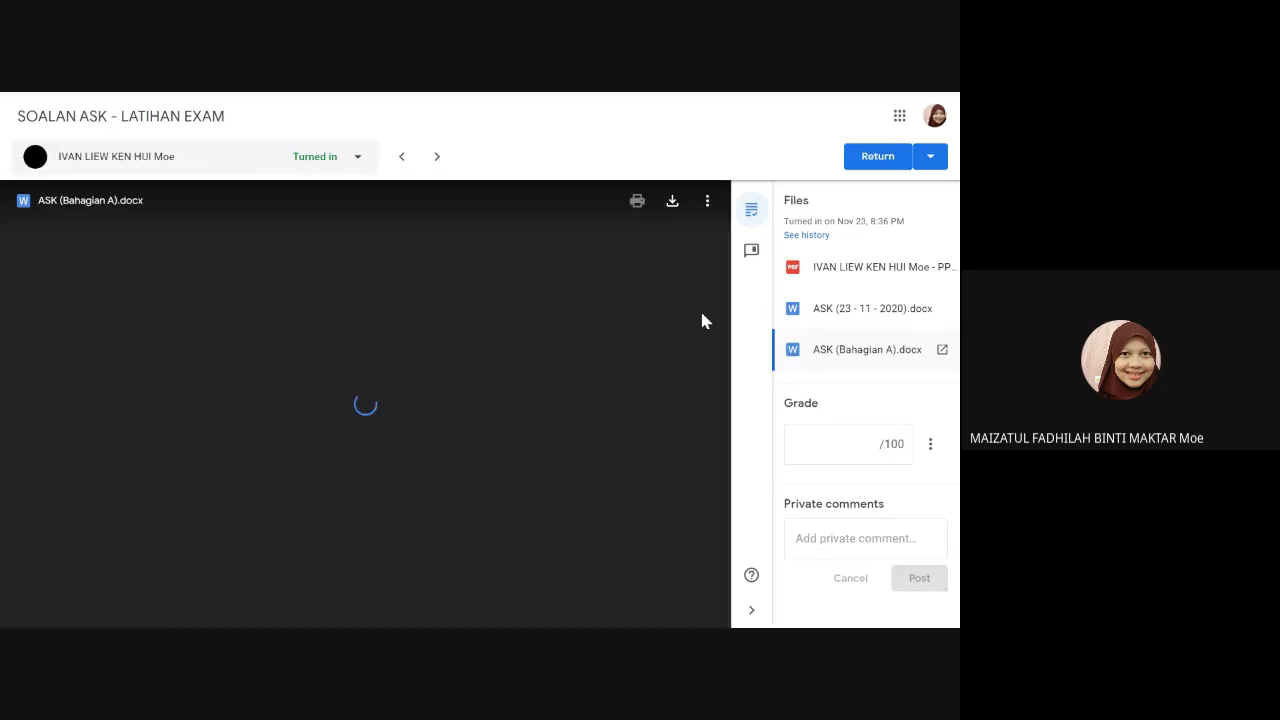 SOALAN ASK - LATIHAN EXAM
IVAN LIEW KEN HUI Moe
Turned in
Return
W ASK (Bahagian A).docx
Files
Turned in on Nov 23, 8:36 PM
See history
PDF IVAN LIEW KEN HUI Moe - PP...
W ASK (23 - 11 - 2020).docx
W ASK (Bahagian A).docx
Grade
/100
Private comments
Add private comment...
Cancel
Post
MAIZATUL FADHILAH BINTI MAKTAR Moe